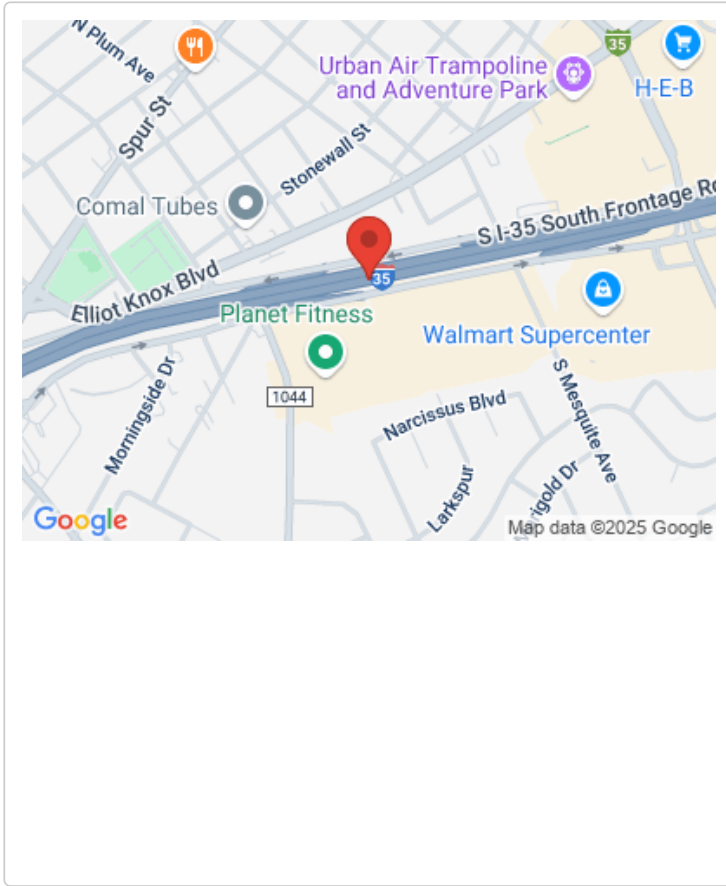 N Plum Ave
35
Urban Air Trampoline
and Adventure Park
H-E-B
Spur St
Stonewall St
Comal Tubes
S I-35 South Frontage Rd
35
Elliot Knox Blvd
Planet Fitness
Walmart Supercenter
1044
Morningside Dr
Narcissus Blvd
S Mesquite Ave
Larkspur
rigold Dr
Google
Map data ©2025 Google